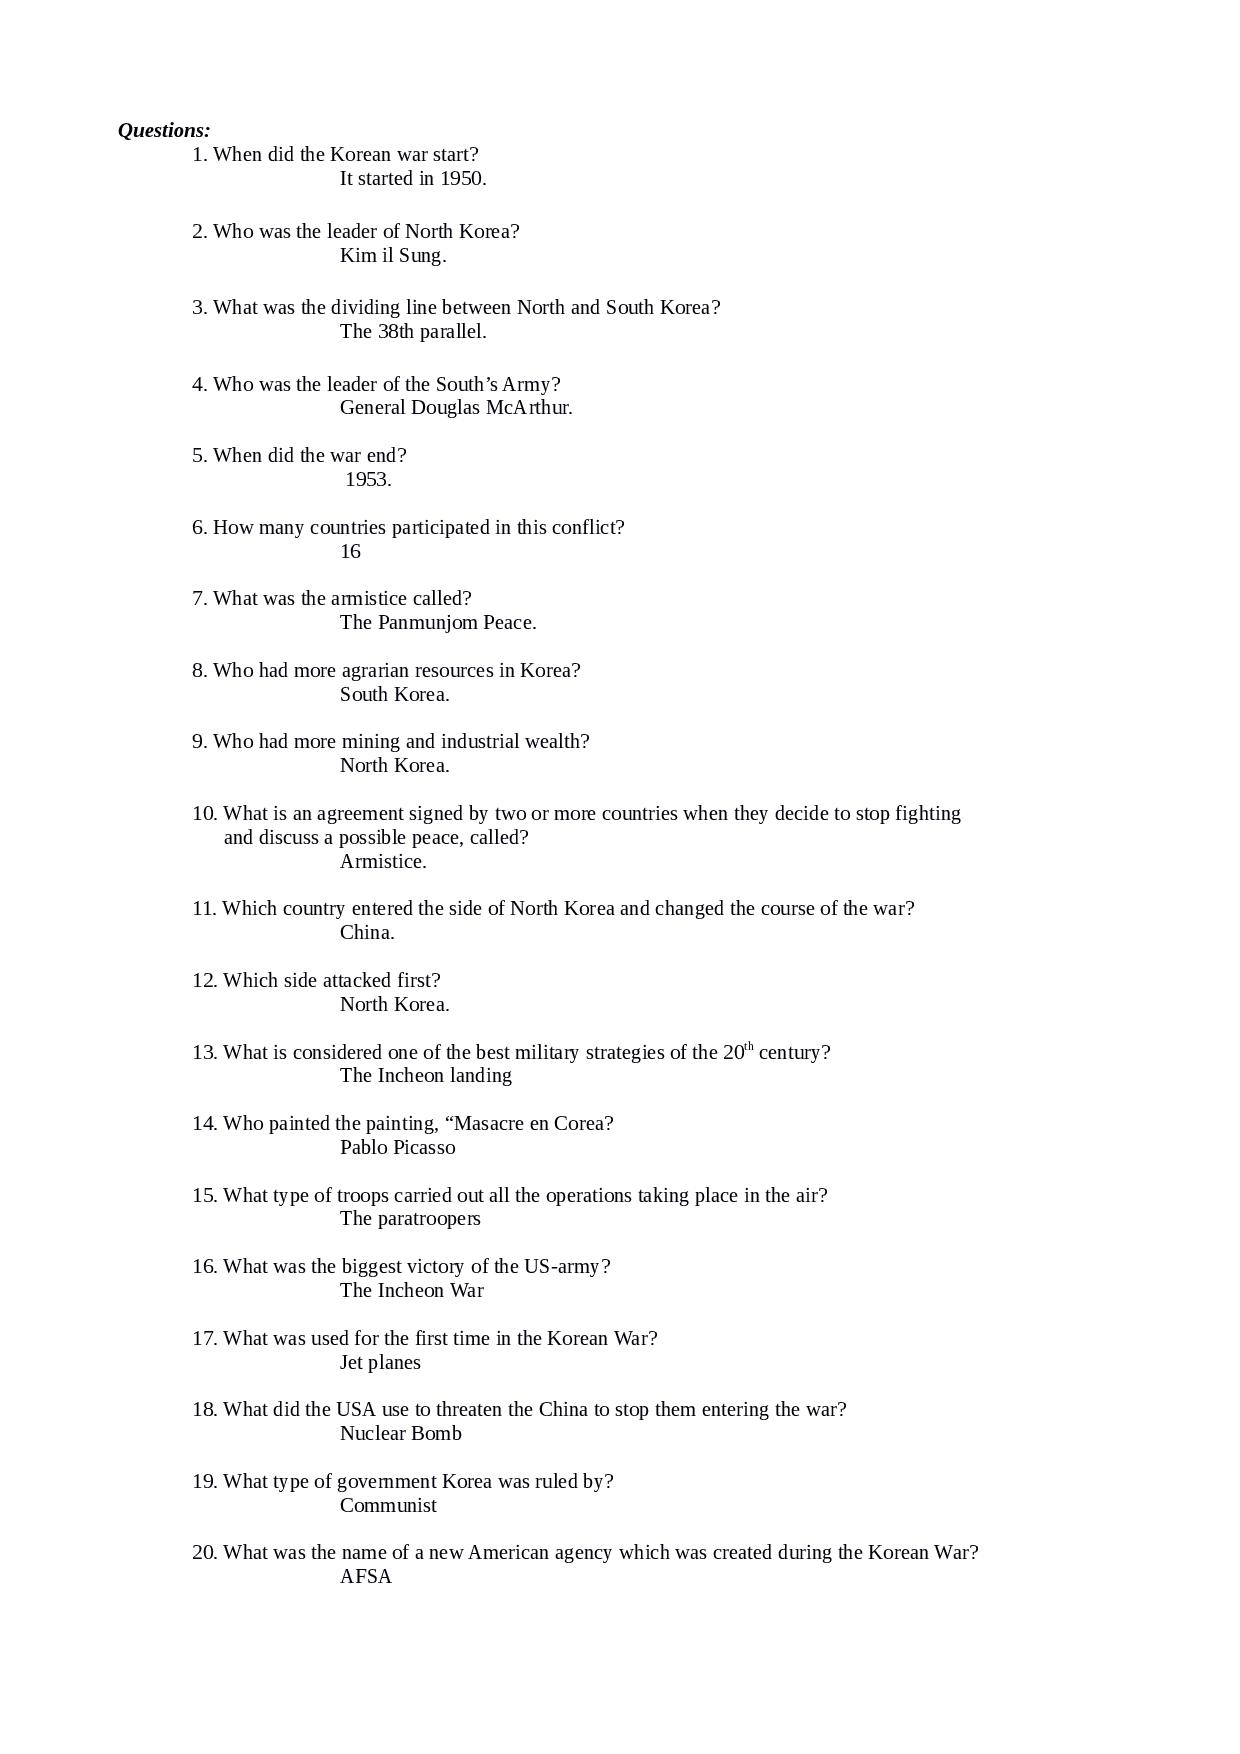 Questions:
1. When did the Korean war start?
It started in 1950.
2. Who was the leader of North Korea?
Kim il Sung.
3. What was the dividing line between North and South Korea?
The 38th parallel.
4. Who was the leader of the South’s Army?
General Douglas McArthur.
5. When did the war end?
1953.
6. How many countries participated in this conflict?
16
7. What was the armistice called?
The Panmunjom Peace.
8. Who had more agrarian resources in Korea?
South Korea.
9. Who had more mining and industrial wealth?
North Korea.
10. What is an agreement signed by two or more countries when they decide to stop fighting
and discuss a possible peace, called?
Armistice.
11. Which country entered the side of North Korea and changed the course of the war?
China.
12. Which side attacked first?
North Korea.
13. What is considered one of the best military strategies of the 20th century?
The Incheon landing
14. Who painted the painting, “Masacre en Corea?
Pablo Picasso
15. What type of troops carried out all the operations taking place in the air?
The paratroopers
16. What was the biggest victory of the US-army?
The Incheon War
17. What was used for the first time in the Korean War?
Jet planes
18. What did the USA use to threaten the China to stop them entering the war?
Nuclear Bomb
19. What type of government Korea was ruled by?
Communist
20. What was the name of a new American agency which was created during the Korean War?
AFSA